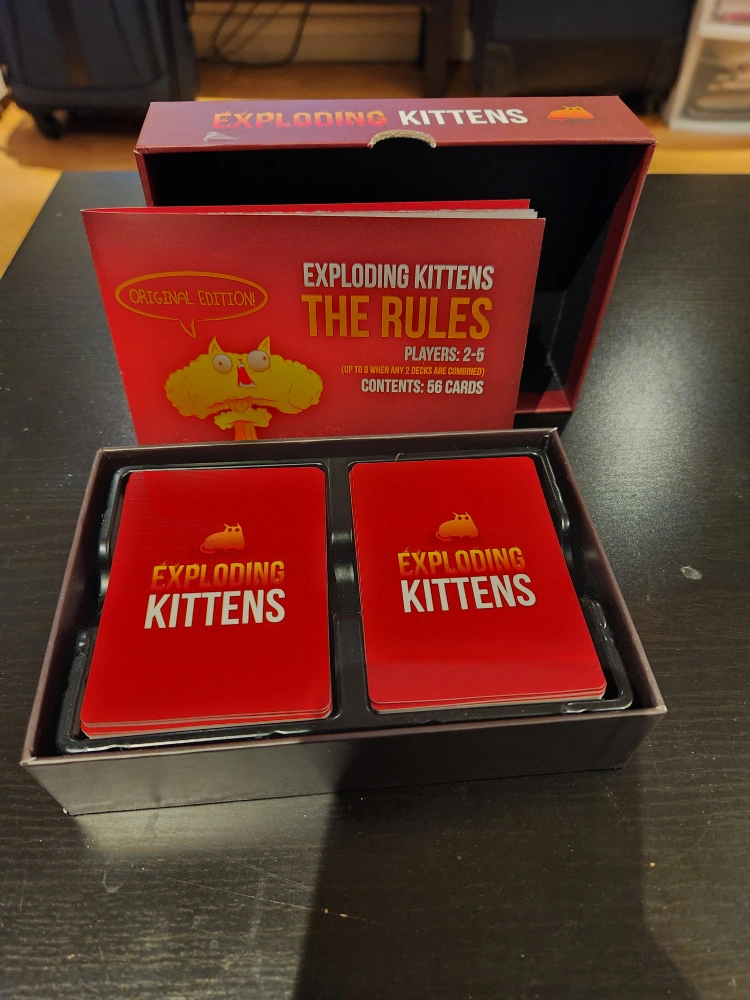 EXPLODING KITTENS
ORIGINAL EDITION!
EXPLODING KITTENS
THE RULES
PLAYERS: 2-5
(UP TO 9 WHEN ANY 2 DECKS ARE COMBINED)
CONTENTS: 56 CARDS
EXPLODING
KITTENS
EXPLODING
KITTENS